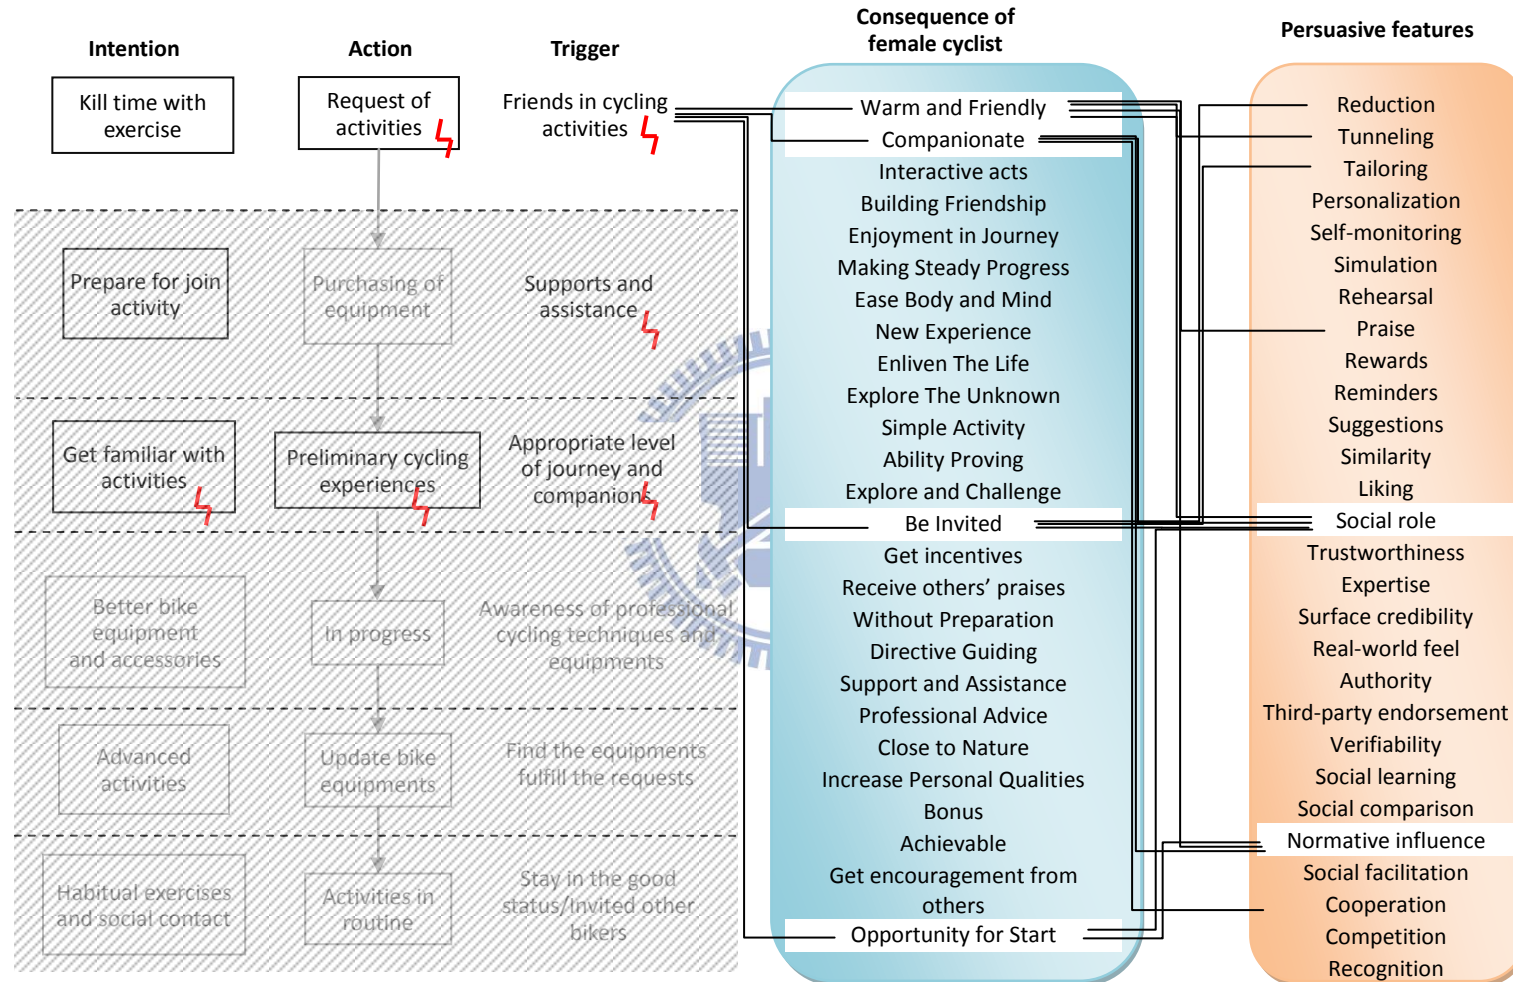 Intention
Action
Trigger
Consequence of
female cyclist
Persuasive features
Kill time with
exercise
Request of
activities
Friends in cycling
activities
Prepare for join
activity
Purchasing of
equipment
Supports and
assistance
Get familiar with
activities
Preliminary cycling
experiences
Appropriate level
of journey and
companions
Better bike
equipment
and accessories
In progress
Awareness of professional
cycling techniques and
equipments
Advanced
activities
Update bike
equipments
Find the equipments
fulfill the requests
Habitual exercises
and social contact
Activities in
routine
Stay in the good
status/Invited other
bikers
Warm and Friendly
Companionate
Interactive acts
Building Friendship
Enjoyment in Journey
Making Steady Progress
Ease Body and Mind
New Experience
Enliven The Life
Explore The Unknown
Simple Activity
Ability Proving
Explore and Challenge
Be Invited
Get incentives
Receive others’ praises
Without Preparation
Directive Guiding
Support and Assistance
Professional Advice
Close to Nature
Increase Personal Qualities
Bonus
Achievable
Get encouragement from
others
Opportunity for Start
Reduction
Tunneling
Tailoring
Personalization
Self-monitoring
Simulation
Rehearsal
Praise
Rewards
Reminders
Suggestions
Similarity
Liking
Social role
Trustworthiness
Expertise
Surface credibility
Real-world feel
Authority
Third-party endorsement
Verifiability
Social learning
Social comparison
Normative influence
Social facilitation
Cooperation
Competition
Recognition